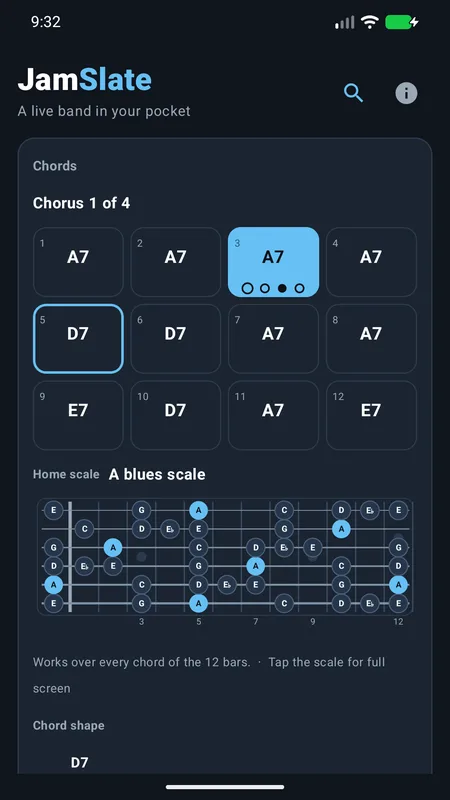 9:32
JamSlate
A live band in your pocket
Chords
Chorus 1 of 4
1 2 3 4
A7 A7 A7 A7
5 6 7 8
D7 D7 A7 A7
9 10 11 12
E7 D7 A7 E7
Home scale A blues scale
E G A C D E♭ E
C D E♭ E G A
G A C D E♭ E G
D E♭ E G A C D
A C D E♭ E G A
E G A C D E♭ E
3 5 7 9 12
Works over every chord of the 12 bars. · Tap the scale for full
screen
Chord shape
D7